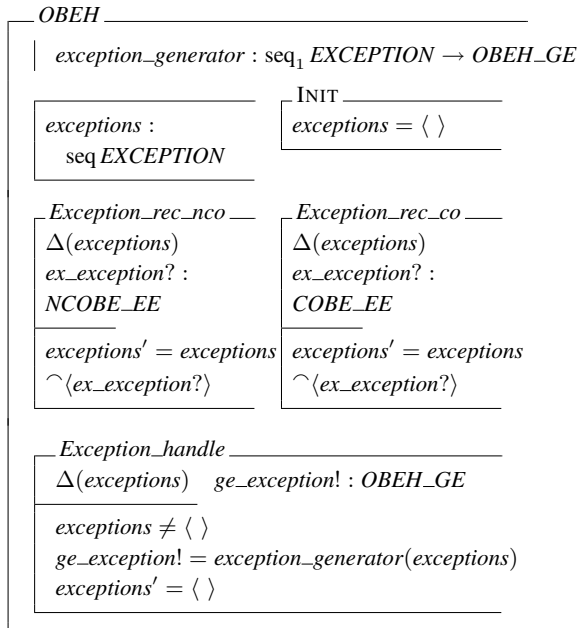 OBEH
exception_generator : seq₁ EXCEPTION → OBEH_GE
exceptions :
seq EXCEPTION
INIT
exceptions = ⟨ ⟩
Exception_rec_nco
Δ(exceptions)
ex_exception? :
NCOBE_EE
exceptions′ = exceptions
⌢⟨ex_exception?⟩
Exception_rec_co
Δ(exceptions)
ex_exception? :
COBE_EE
exceptions′ = exceptions
⌢⟨ex_exception?⟩
Exception_handle
Δ(exceptions) ge_exception! : OBEH_GE
exceptions ≠ ⟨ ⟩
ge_exception! = exception_generator(exceptions)
exceptions′ = ⟨ ⟩